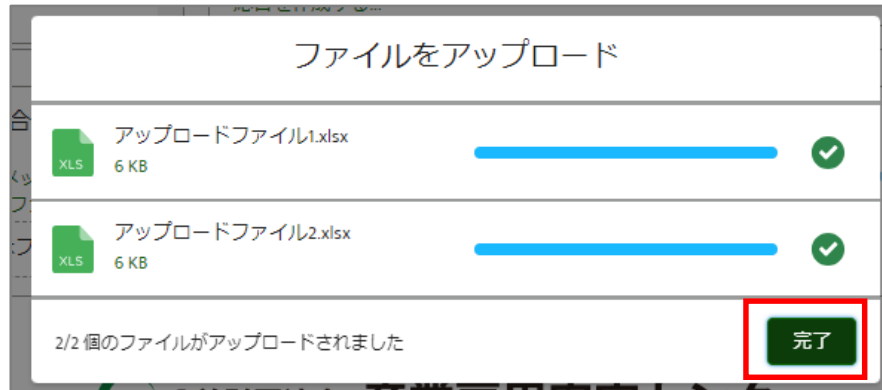 ファイルをアップロード
XLS
アップロードファイル1.xlsx
6 KB
XLS
アップロードファイル2.xlsx
6 KB
2/2 個のファイルがアップロードされました
完了